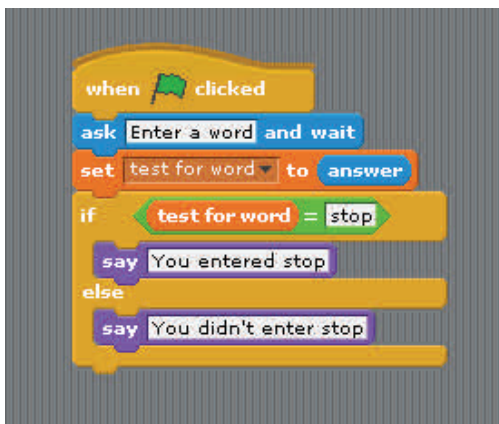 when clicked
ask Enter a word and wait
set test for word to answer
if test for word = stop
say You entered stop
else
say You didn't enter stop